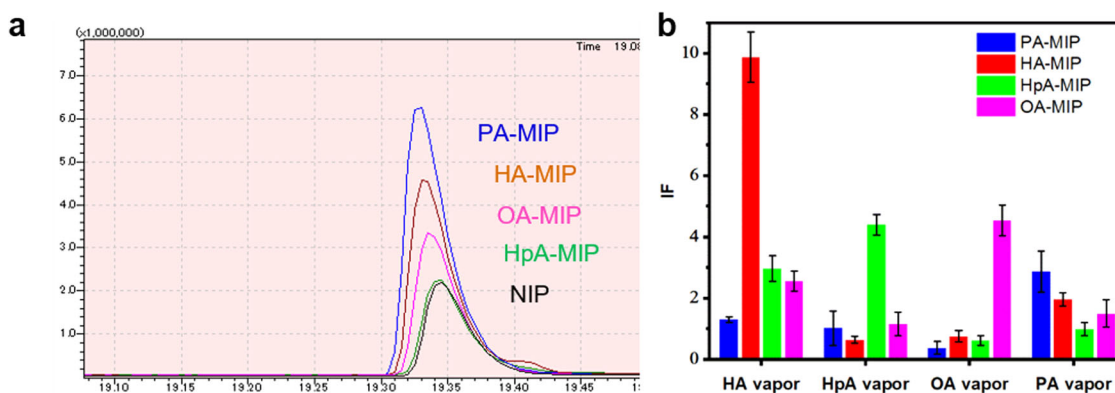 a
(x1,000,000)
Time 19.08
7.0
6.0
5.0
4.0
3.0
2.0
1.0
PA-MIP
HA-MIP
OA-MIP
HpA-MIP
NIP
19.10 19.15 19.20 19.25 19.30 19.35 19.40 19.45
b
10
8
6
4
2
0
IF
PA-MIP
HA-MIP
HpA-MIP
OA-MIP
HA vapor HpA vapor OA vapor PA vapor